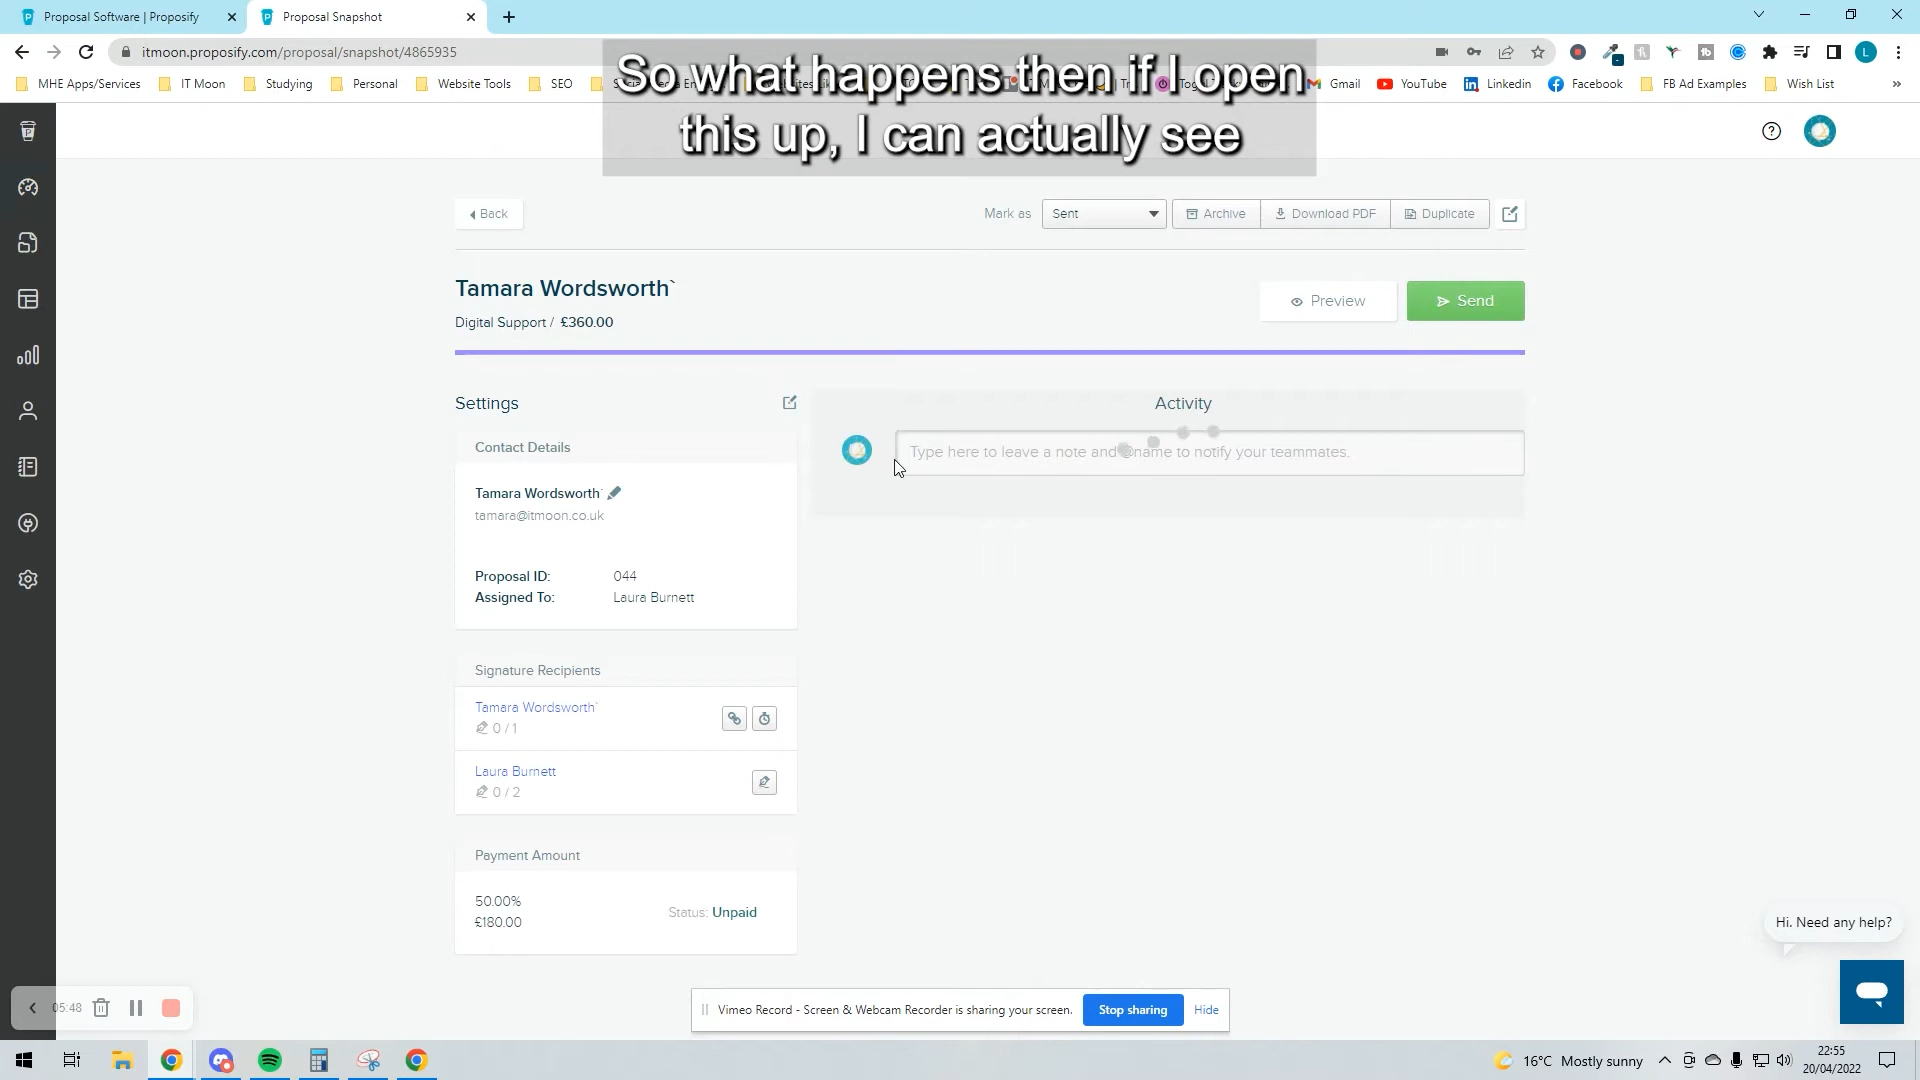 Proposal Software | Proposify
Proposal Snapshot
itmoon.proposify.com/proposal/snapshot/4865935
MHE Apps/Services
IT Moon
Studying
Personal
Website Tools
SEO
Gmail
YouTube
Linkedin
Facebook
FB Ad Examples
Wish List
So what happens then if I open
this up, I can actually see
Back
Mark as
Sent
Archive
Download PDF
Duplicate
Tamara Wordsworth`
Digital Support / £360.00
Preview
Send
Settings
Contact Details
Tamara Wordsworth`
tamara@itmoon.co.uk
Proposal ID: 044
Assigned To: Laura Burnett
Signature Recipients
Tamara Wordsworth`
0 / 1
Laura Burnett
0 / 2
Payment Amount
50.00%
£180.00
Status: Unpaid
Activity
Type here to leave a note and @name to notify your teammates.
Hi. Need any help?
05:48
Vimeo Record - Screen & Webcam Recorder is sharing your screen.
Stop sharing
Hide
16°C Mostly sunny
22:55
20/04/2022